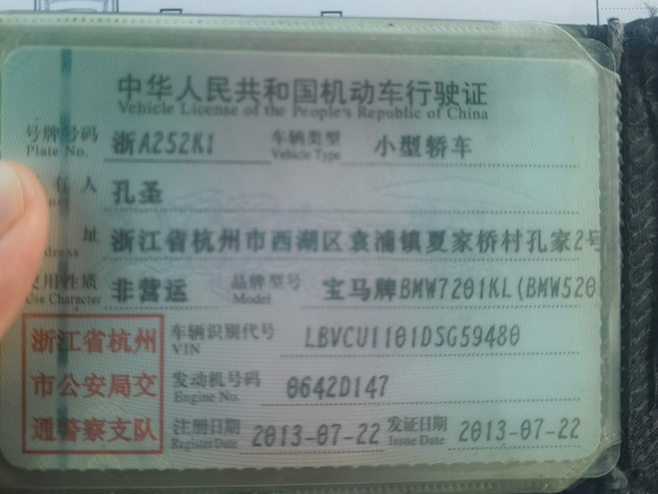 中华人民共和国机动车行驶证
Vehicle License of the People's Republic of China
号牌号码 浙A252K1 车辆类型 小型轿车
Plate No. Vehicle Type
有人 孔圣
址 浙江省杭州市西湖区袁浦镇夏家桥村孔家2号
dress
使用性质 非营运 品牌型号 宝马牌BMW7201KL(BMW520
Use Character Model
浙江省杭州
市公安局交
通警察支队
车辆识别代号 LBVCU1101DSG59480
VIN
发动机号码 0642D147
Engine No.
注册日期 2013-07-22 发证日期 2013-07-22
Register Date Issue Date